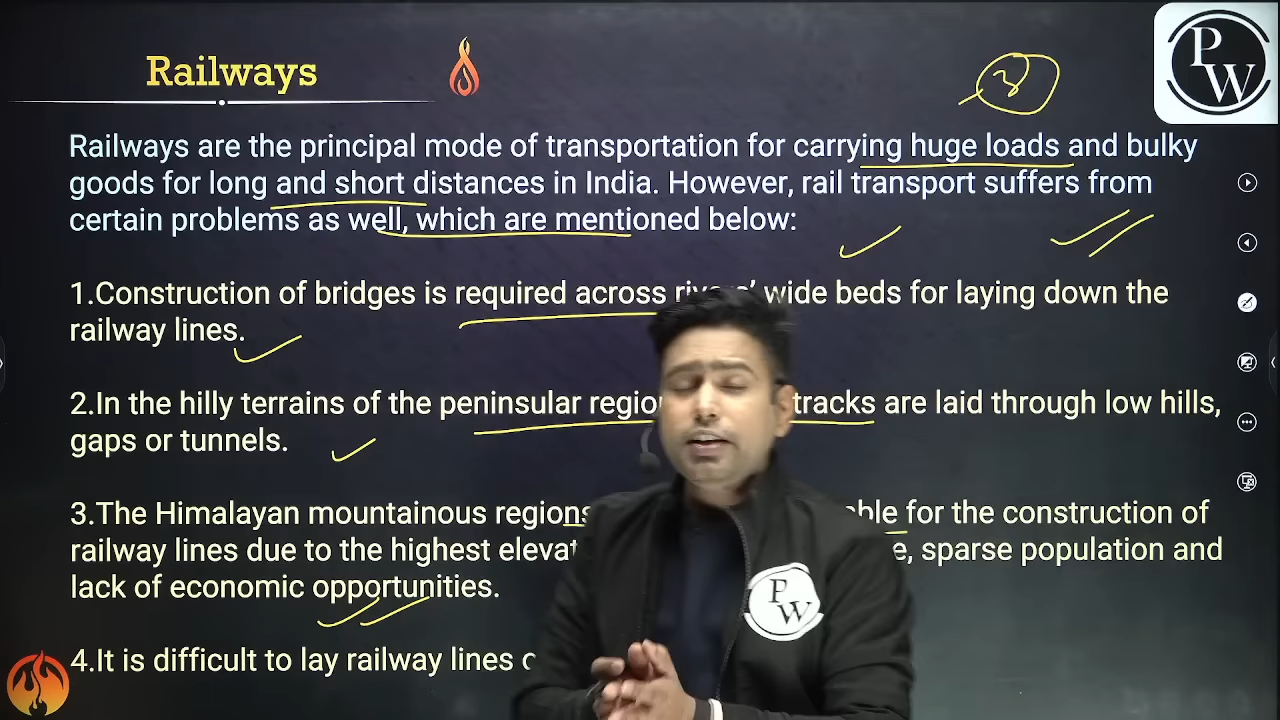 Railways
PW
Railways are the principal mode of transportation for carrying huge loads and bulky
goods for long and short distances in India. However, rail transport suffers from
certain problems as well, which are mentioned below:
1.Construction of bridges is required across rivers' wide beds for laying down the
railway lines.
2.In the hilly terrains of the peninsular tracks are laid through low hills,
gaps or tunnels.
3.The Himalayan mountainous regions for the construction of
railway lines due to the highest sparse population and
lack of economic opportunities.
4.It is difficult to lay railway lines
PW